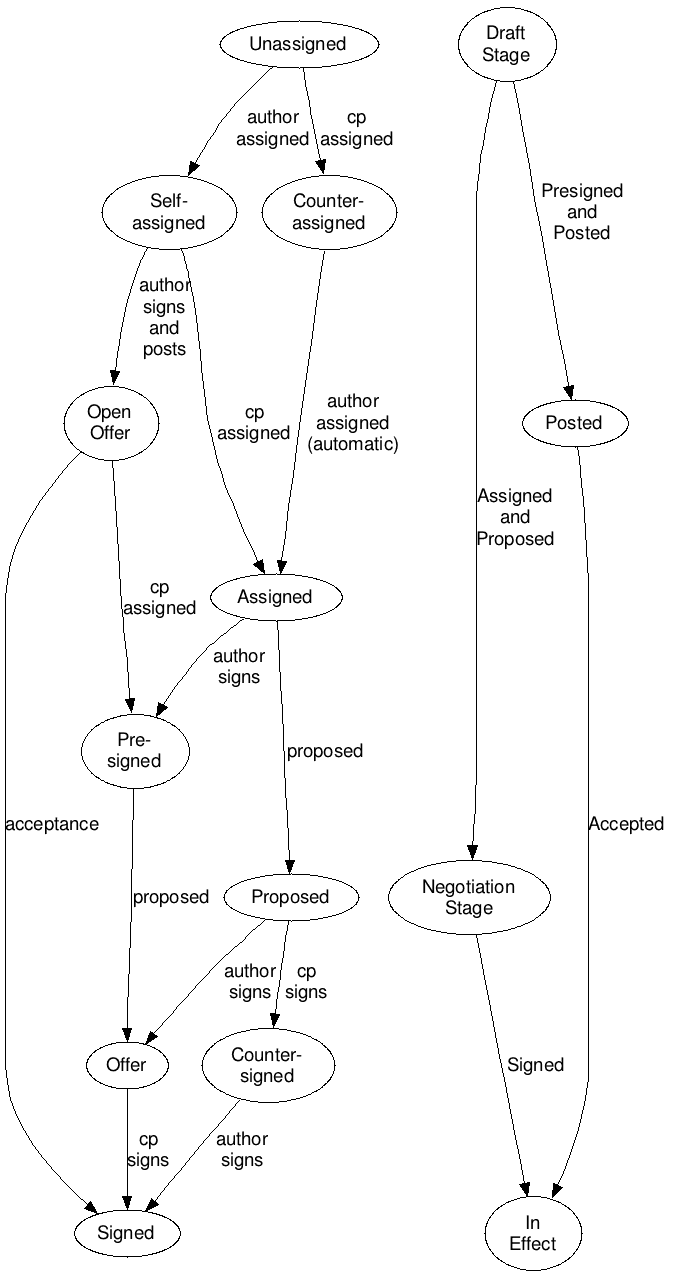 Unassigned
Draft
Stage
author
assigned
cp
assigned
Self-
assigned
Counter-
assigned
Presigned
and
Posted
author
signs
and
posts
Open
Offer
cp
assigned
author
assigned
(automatic)
Posted
Assigned
and
Proposed
cp
assigned
Assigned
author
signs
Pre-
signed
proposed
acceptance
Accepted
proposed
Proposed
Negotiation
Stage
author
signs
cp
signs
Offer
Counter-
signed
Signed
cp
signs
author
signs
Signed
In
Effect